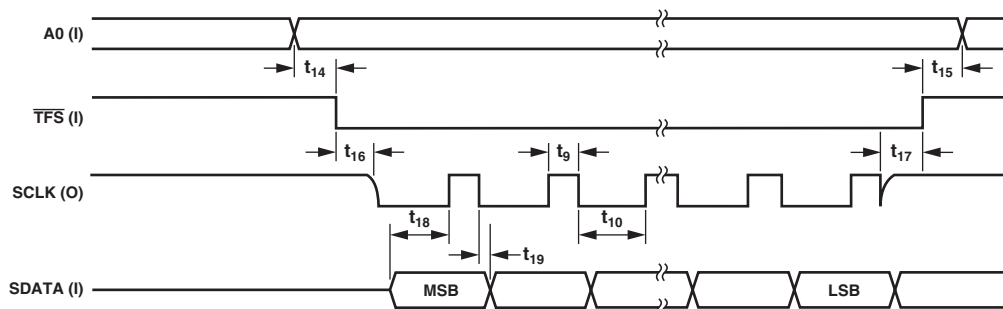 A0 (I)
t14
t15
TFS (I)
t16
t9
t17
SCLK (O)
t18
t10
t19
SDATA (I)
MSB
LSB